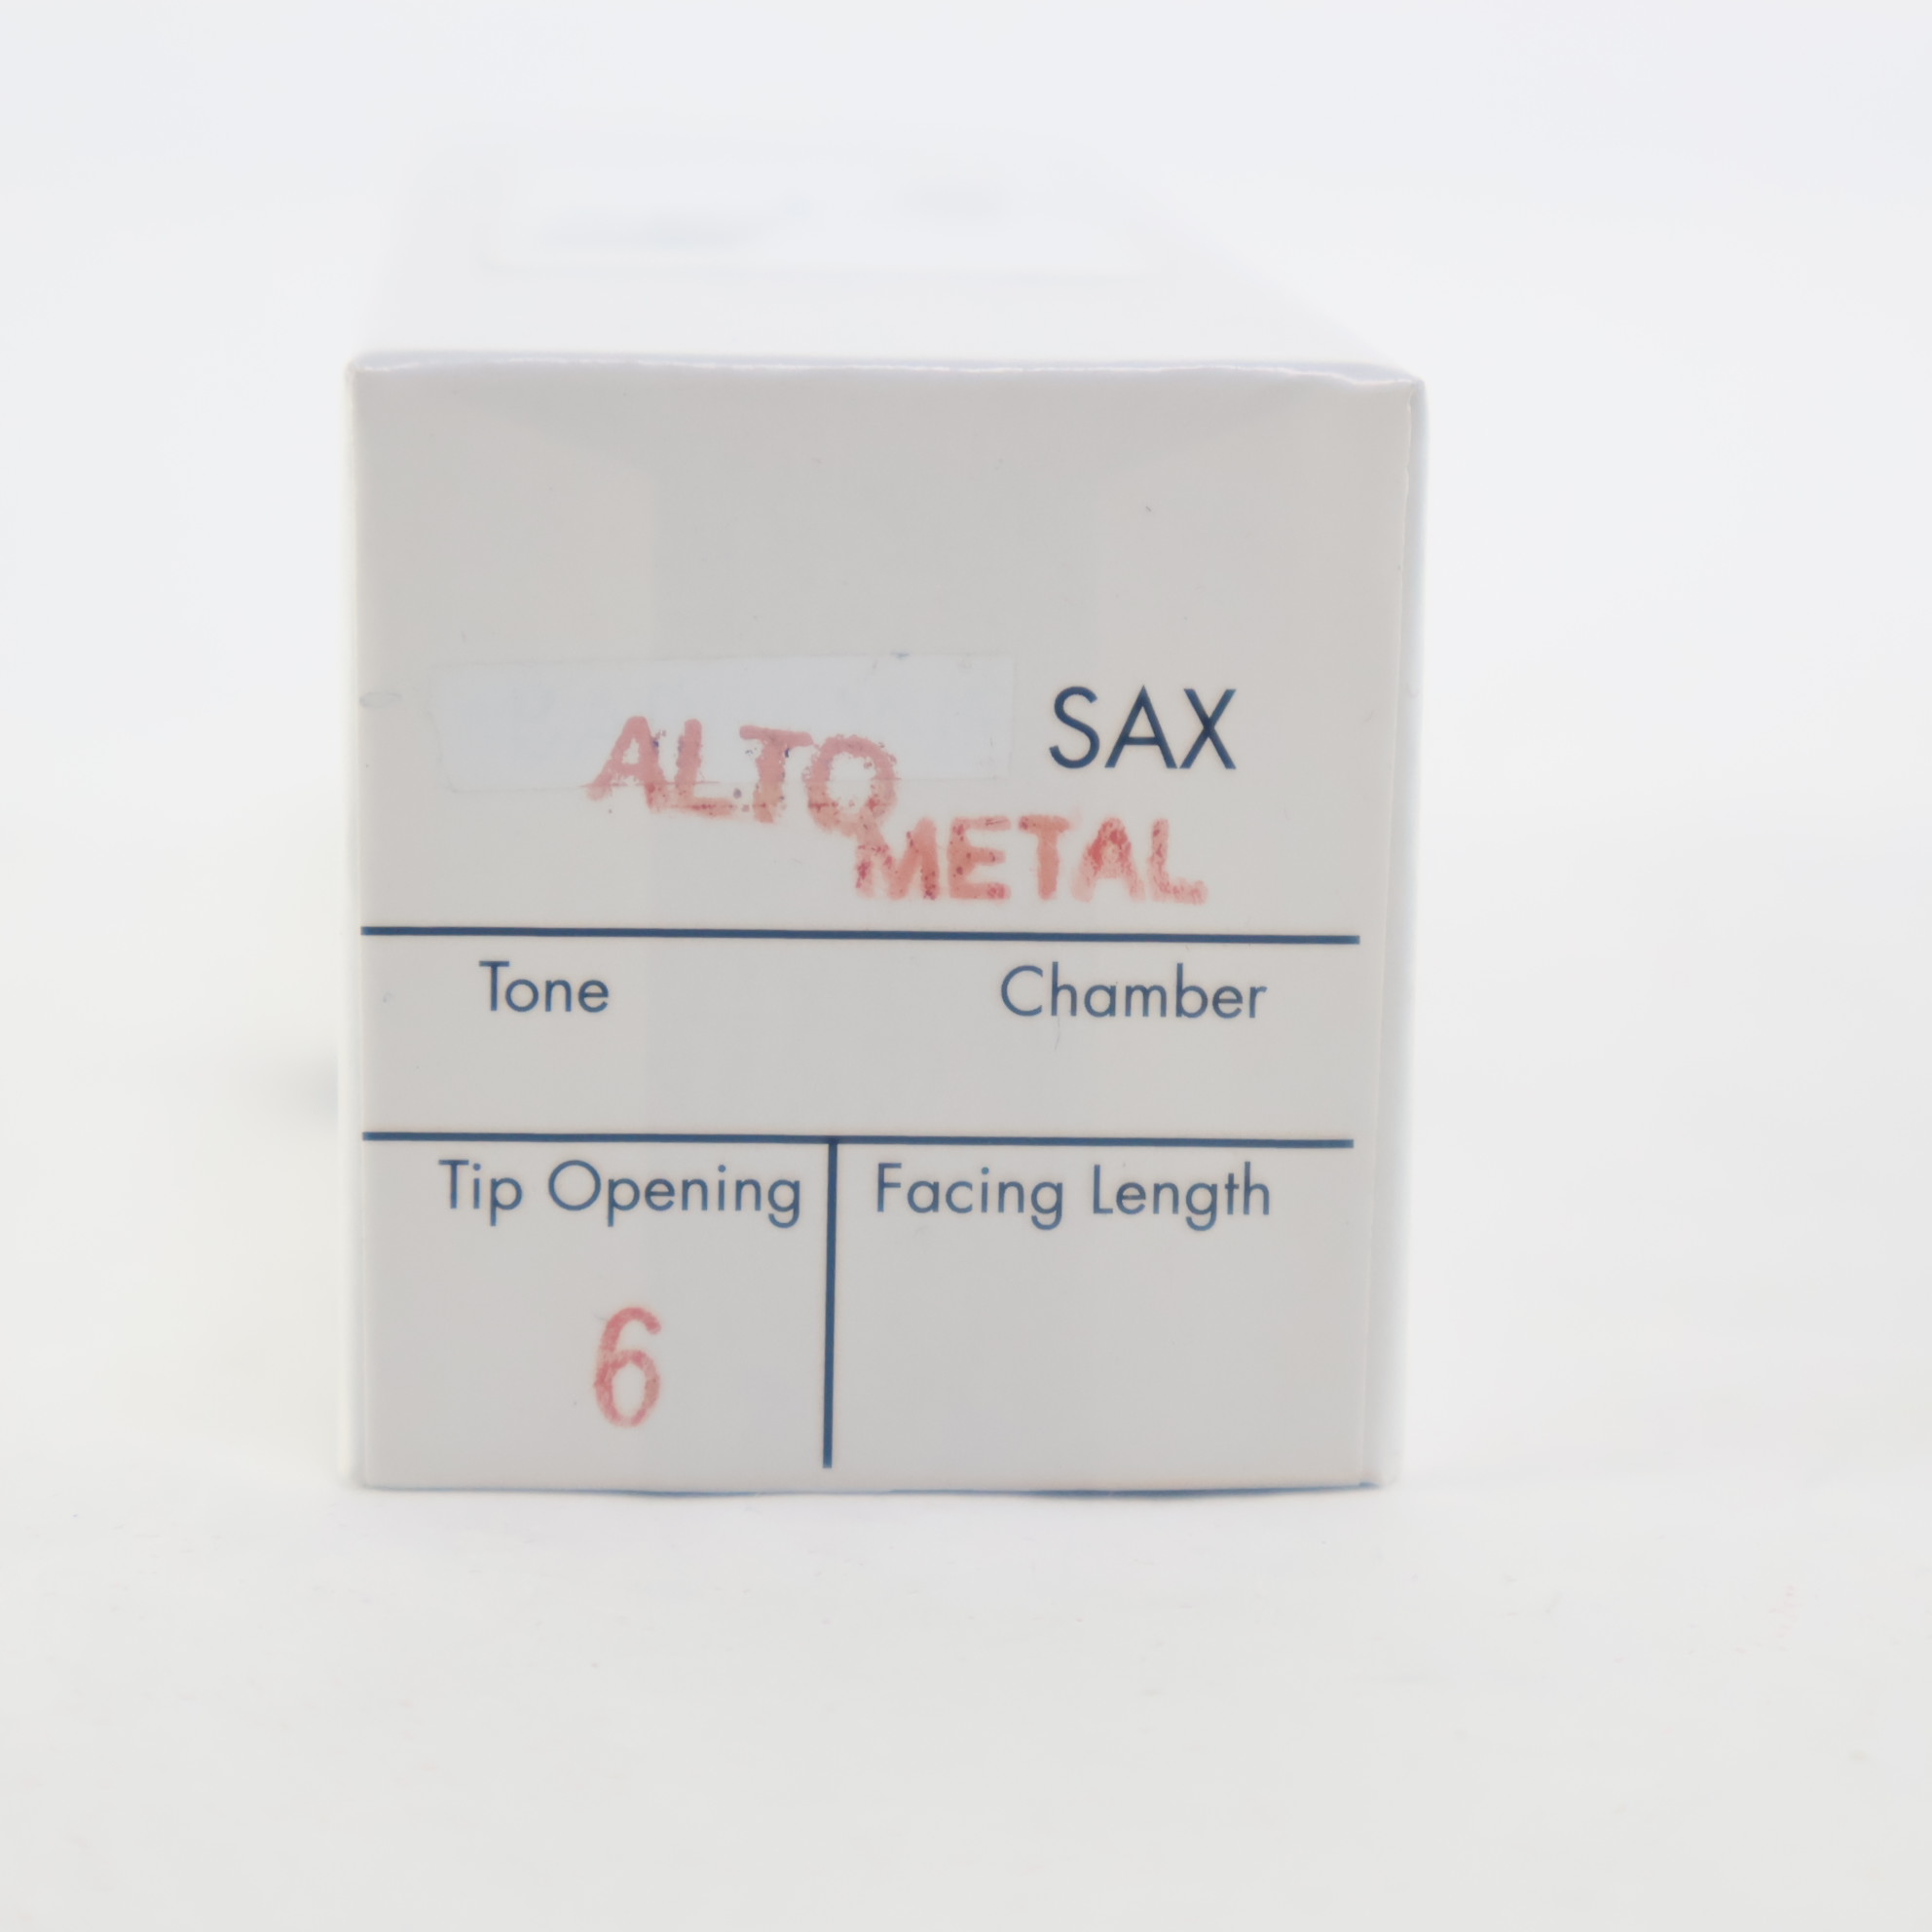 ALTO SAX
METAL
Tone Chamber
Tip Opening Facing Length
6